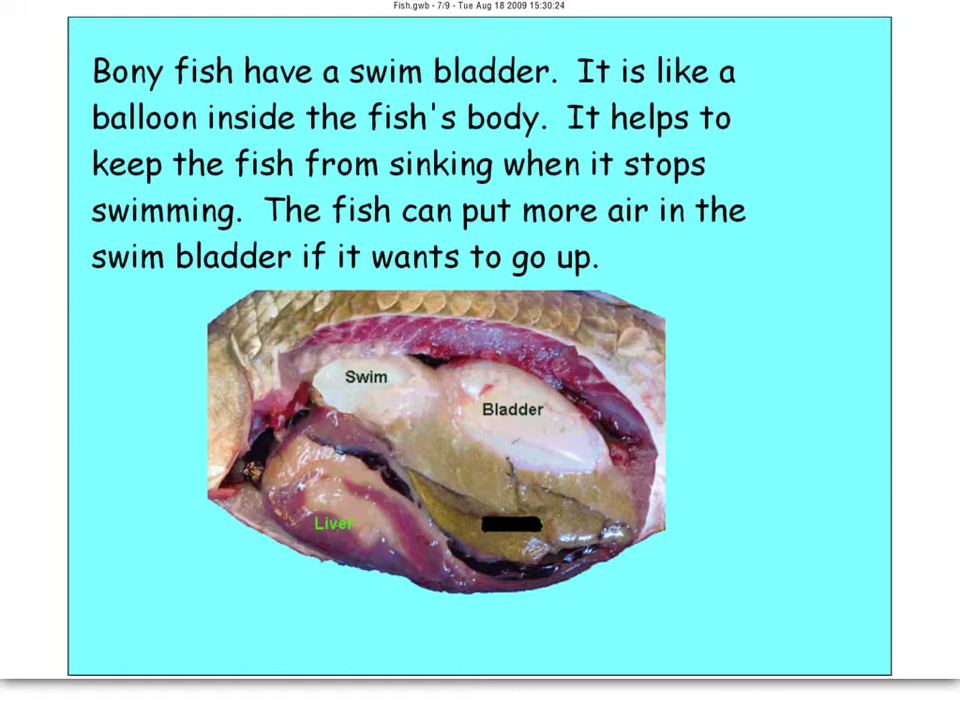 Fish.gwb - 7/9 - Tue Aug 18 2009 15:30:24
Bony fish have a swim bladder. It is like a
balloon inside the fish's body. It helps to
keep the fish from sinking when it stops
swimming. The fish can put more air in the
swim bladder if it wants to go up.
Swim
Bladder
Liver